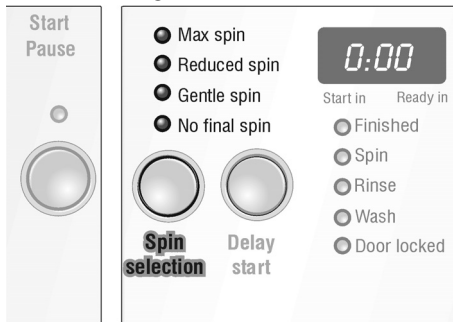 Start
Pause
Max spin
Reduced spin
Gentle spin
No final spin
Spin
selection
Delay
start
0:00
Start in Ready in
Finished
Spin
Rinse
Wash
Door locked